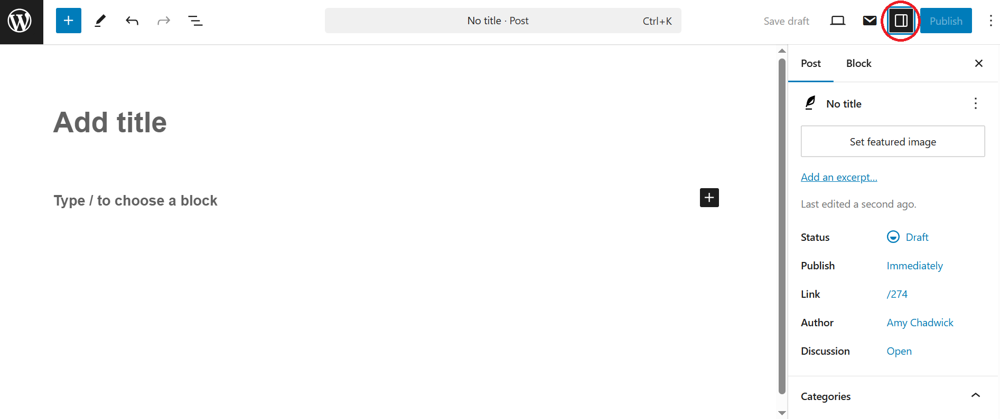 No title · Post Ctrl+K Save draft Publish
Post Block
Add title
No title
Set featured image
Add an excerpt...
Type / to choose a block
Last edited a second ago.
Status Draft
Publish Immediately
Link /274
Author Amy Chadwick
Discussion Open
Categories